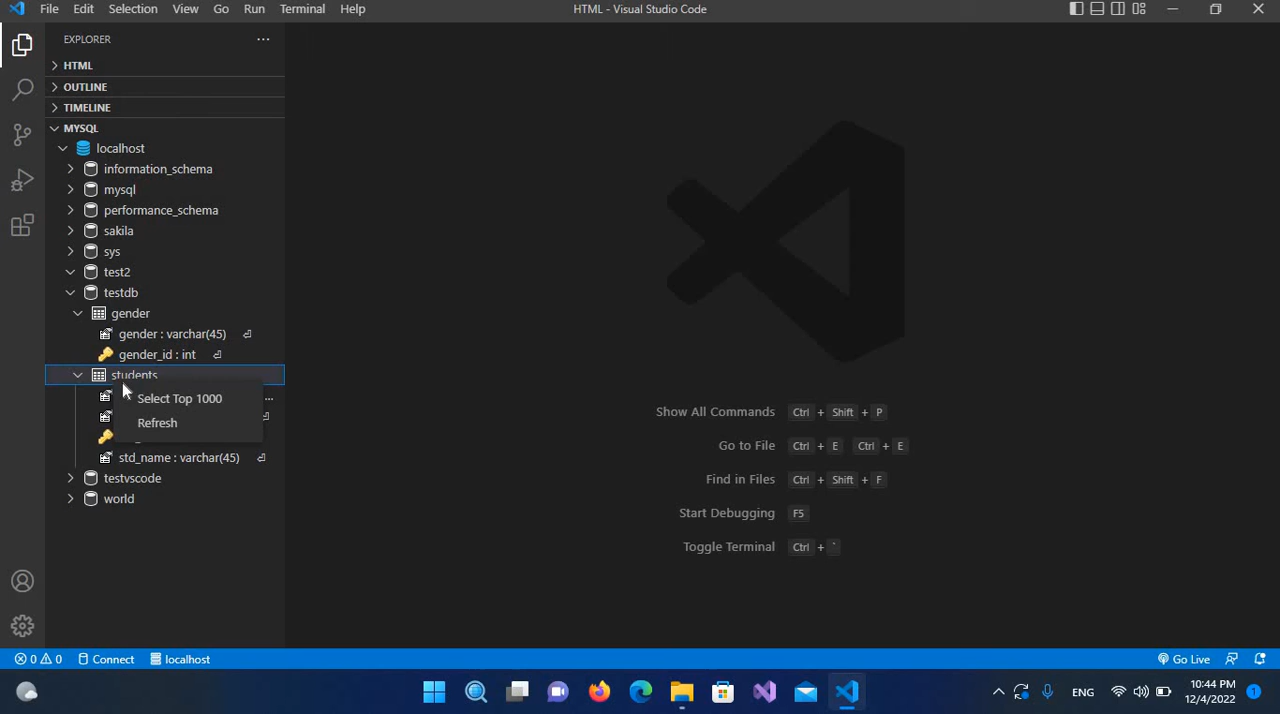 File Edit Selection View Go Run Terminal Help
HTML - Visual Studio Code
EXPLORER
HTML
OUTLINE
TIMELINE
MYSQL
localhost
information_schema
mysql
performance_schema
sakila
sys
test2
testdb
gender
gender : varchar(45)
gender_id : int
students
Select Top 1000
Refresh
std_name : varchar(45)
testvscode
world
Show All Commands Ctrl + Shift + P
Go to File Ctrl + E Ctrl + E
Find in Files Ctrl + Shift + F
Start Debugging F5
Toggle Terminal Ctrl + `
0 0 Connect localhost
Go Live
ENG
10:44 PM
12/4/2022
1